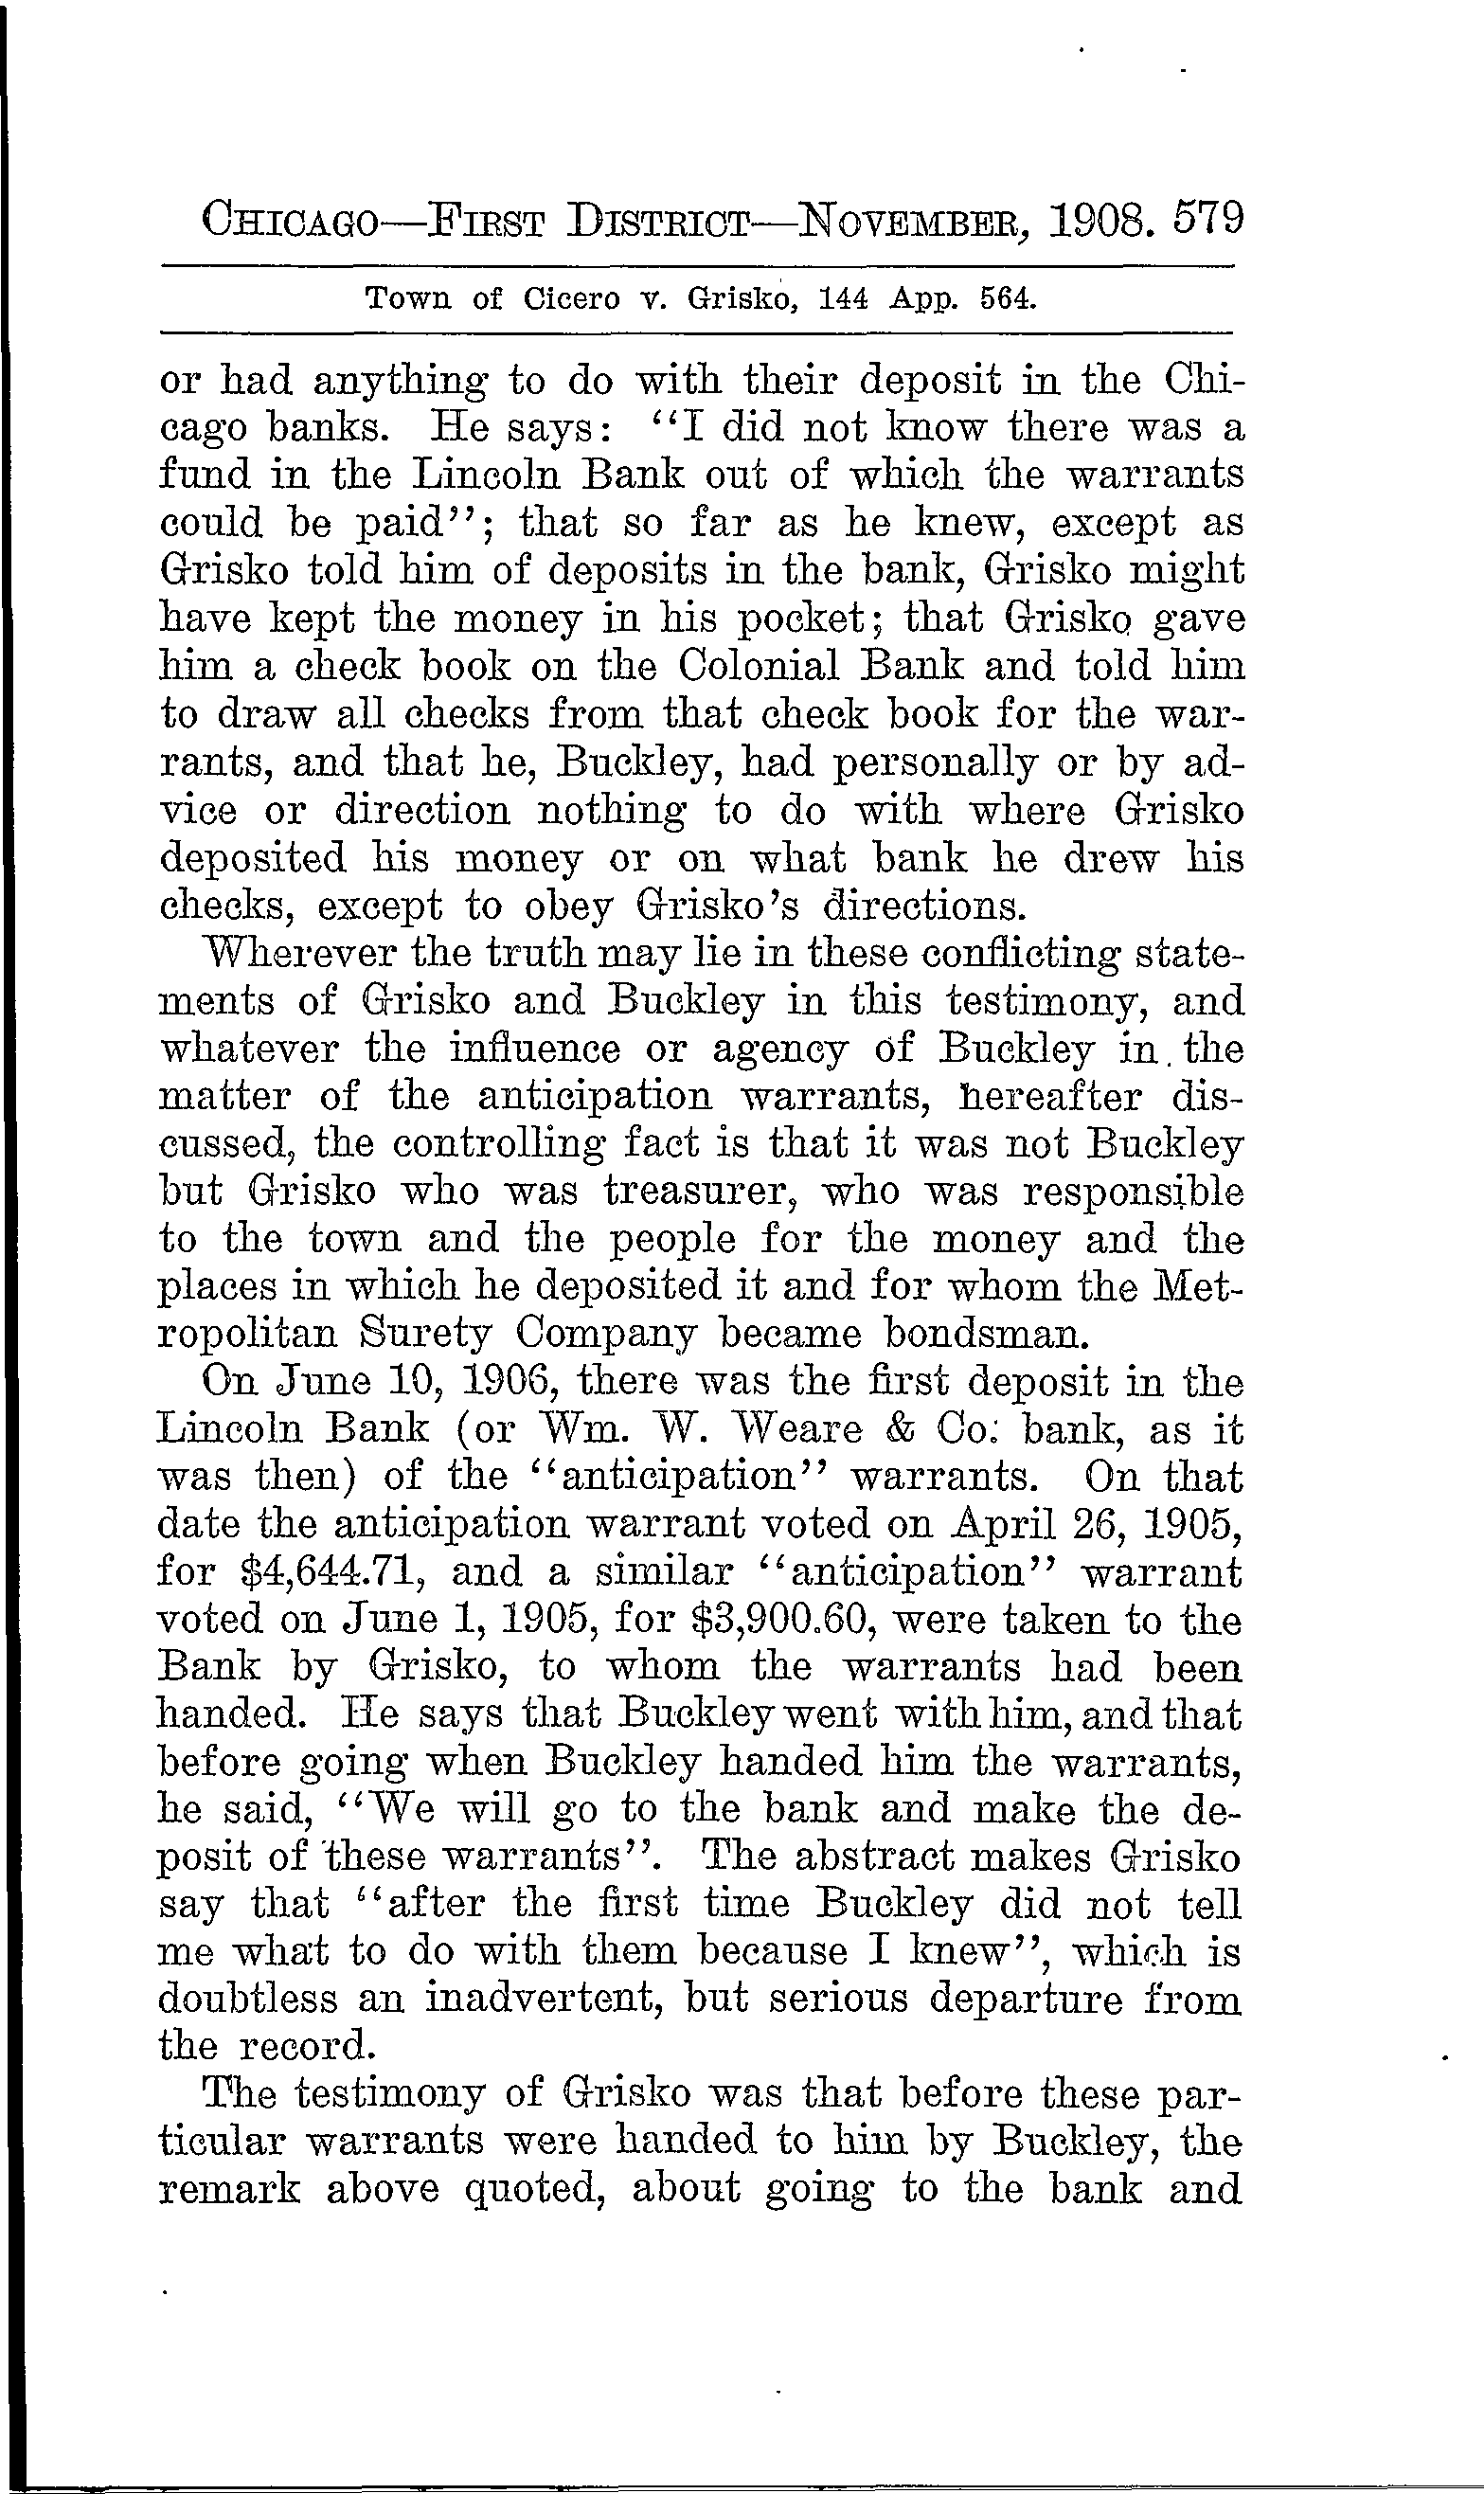 CHICAGO—FIRST DISTRICT—NOVEMBER, 1908. 579
Town of Cicero v. Grisko, 144 App. 564.
or had anything to do with their deposit in the Chi-
cago banks. He says: “I did not know there was a
fund in the Lincoln Bank out of which the warrants
could be paid”; that so far as he knew, except as
Grisko told him of deposits in the bank, Grisko might
have kept the money in his pocket; that Grisko gave
him a check book on the Colonial Bank and told him
to draw all checks from that check book for the war-
rants, and that he, Buckley, had personally or by ad-
vice or direction nothing to do with where Grisko
deposited his money or on what bank he drew his
checks, except to obey Grisko’s directions.
Wherever the truth may lie in these conflicting state-
ments of Grisko and Buckley in this testimony, and
whatever the influence or agency of Buckley in the
matter of the anticipation warrants, hereafter dis-
cussed, the controlling fact is that it was not Buckley
but Grisko who was treasurer, who was responsible
to the town and the people for the money and the
places in which he deposited it and for whom the Met-
ropolitan Surety Company became bondsman.
On June 10, 1906, there was the first deposit in the
Lincoln Bank (or Wm. W. Weare & Co: bank, as it
was then) of the “anticipation” warrants. On that
date the anticipation warrant voted on April 26, 1905,
for $4,644.71, and a similar “anticipation” warrant
voted on June 1, 1905, for $3,900.60, were taken to the
Bank by Grisko, to whom the warrants had been
handed. He says that Buckley went with him, and that
before going when Buckley handed him the warrants,
he said, “We will go to the bank and make the de-
posit of these warrants”. The abstract makes Grisko
say that “after the first time Buckley did not tell
me what to do with them because I knew”, which is
doubtless an inadvertent, but serious departure from
the record.
The testimony of Grisko was that before these par-
ticular warrants were handed to him by Buckley, the
remark above quoted, about going to the bank and